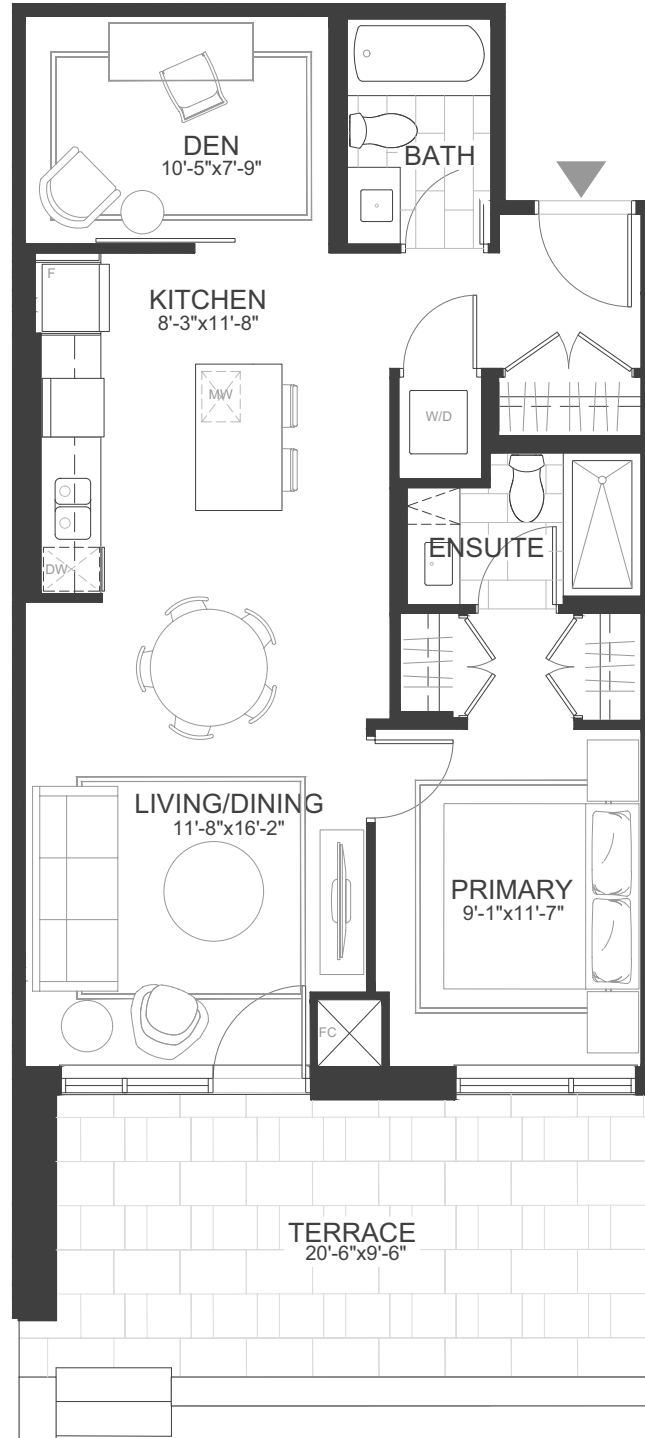 DEN
10'-5"x7'-9"
BATH
F
KITCHEN
8'-3"x11'-8"
MW
W/D
DW
ENSUITE
LIVING/DINING
11'-8"x16'-2"
PRIMARY
9'-1"x11'-7"
FC
TERRACE
20'-6"x9'-6"